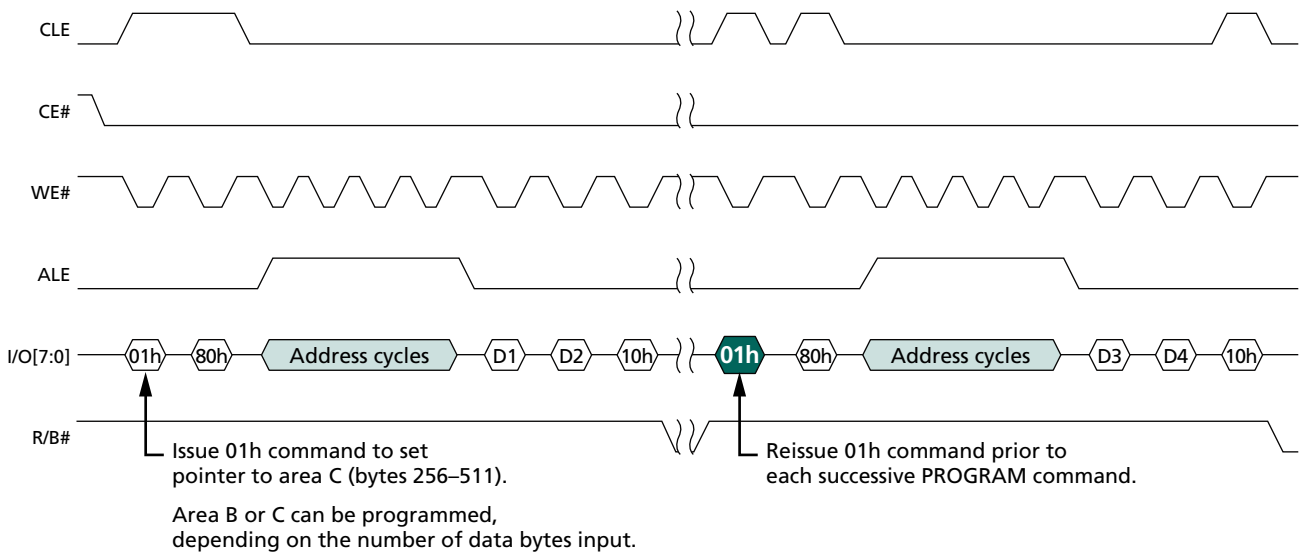 CLE
CE#
WE#
ALE
I/O[7:0] 01h 80h Address cycles D1 D2 10h 01h 80h Address cycles D3 D4 10h
R/B#
Issue 01h command to set
pointer to area C (bytes 256–511).
Area B or C can be programmed,
depending on the number of data bytes input.
Reissue 01h command prior to
each successive PROGRAM command.